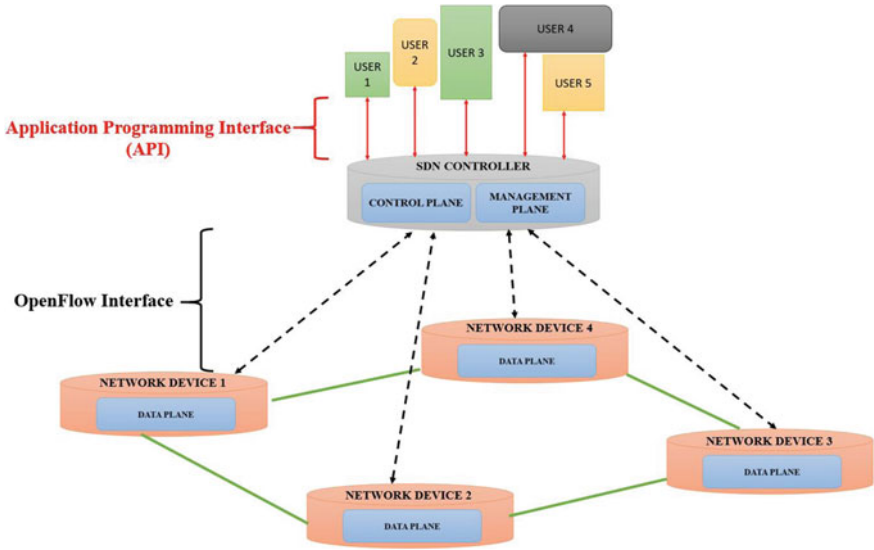 USER
1
USER
2
USER 3
USER 4
USER 5
Application Programming Interface
(API)
SDN CONTROLLER
CONTROL PLANE
MANAGEMENT
PLANE
OpenFlow Interface
NETWORK DEVICE 4
DATA PLANE
NETWORK DEVICE 1
DATA PLANE
NETWORK DEVICE 3
DATA PLANE
NETWORK DEVICE 2
DATA PLANE